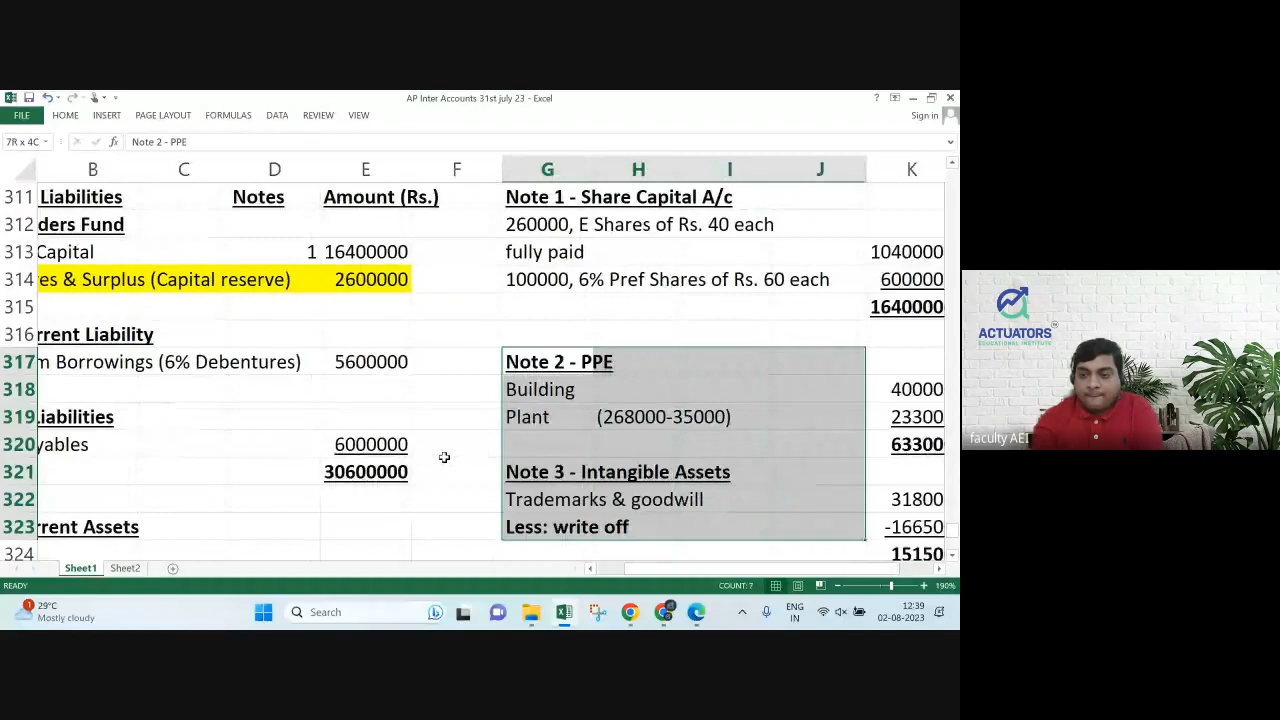 AP Inter Accounts 31st july 23 - Excel
?
FILE HOME INSERT PAGE LAYOUT FORMULAS DATA REVIEW VIEW
Sign in
7R x 4C fx Note 2 - PPE
B C D E F G H I J K
311 Liabilities Notes Amount (Rs.) Note 1 - Share Capital A/c
312 ders Fund 260000, E Shares of Rs. 40 each
313 Capital 1 16400000 fully paid 1040000
314 es & Surplus (Capital reserve) 2600000 100000, 6% Pref Shares of Rs. 60 each 600000
315 1640000
316 rrent Liability
317 m Borrowings (6% Debentures) 5600000 Note 2 - PPE
318 Building 40000
319 iabilities Plant (268000-35000) 23300
320 yables 6000000 63300
321 30600000 Note 3 - Intangible Assets
322 Trademarks & goodwill 31800
323 rrent Assets Less: write off -16650
324 15150
Sheet1 Sheet2
READY COUNT: 7 190%
29°C
Mostly cloudy
Search
ENG
IN
12:39
02-08-2023
ACTUATORS
EDUCATIONAL INSTITUTE
faculty AEI